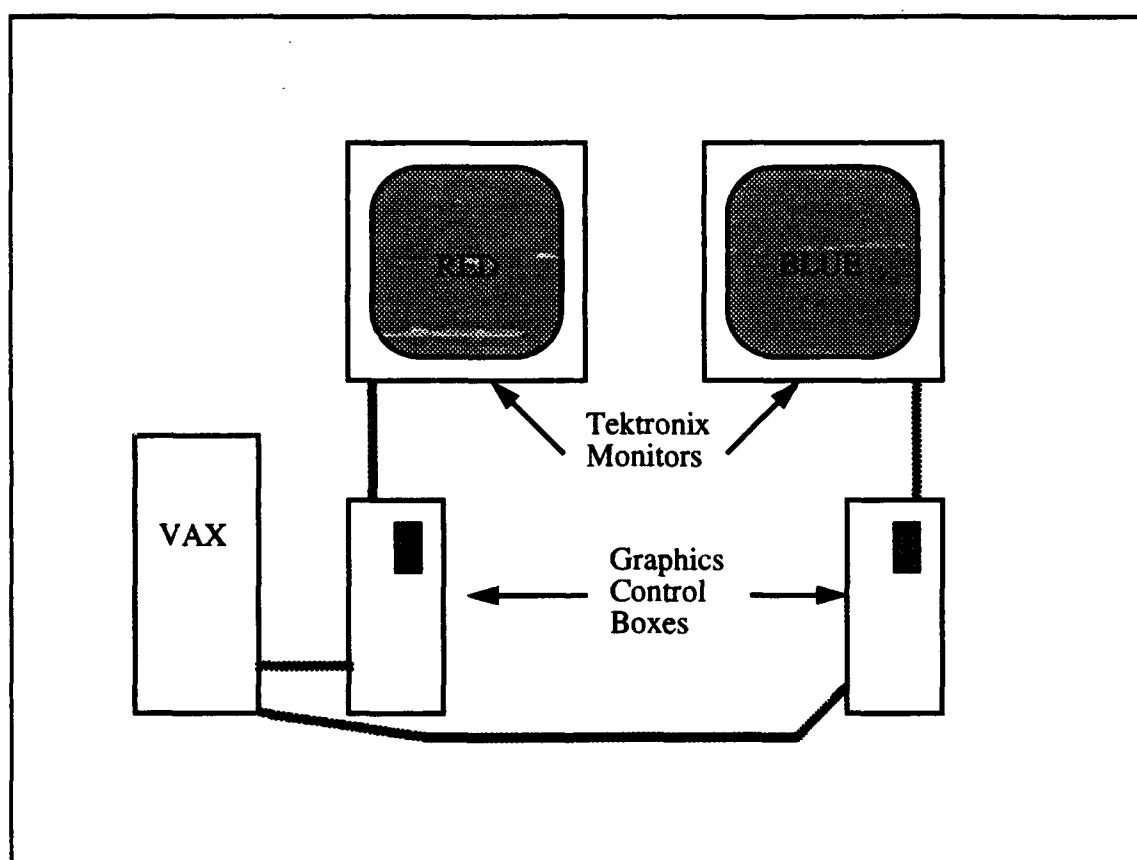 RED
BLUE
Tektronix
Monitors
VAX
Graphics
Control
Boxes